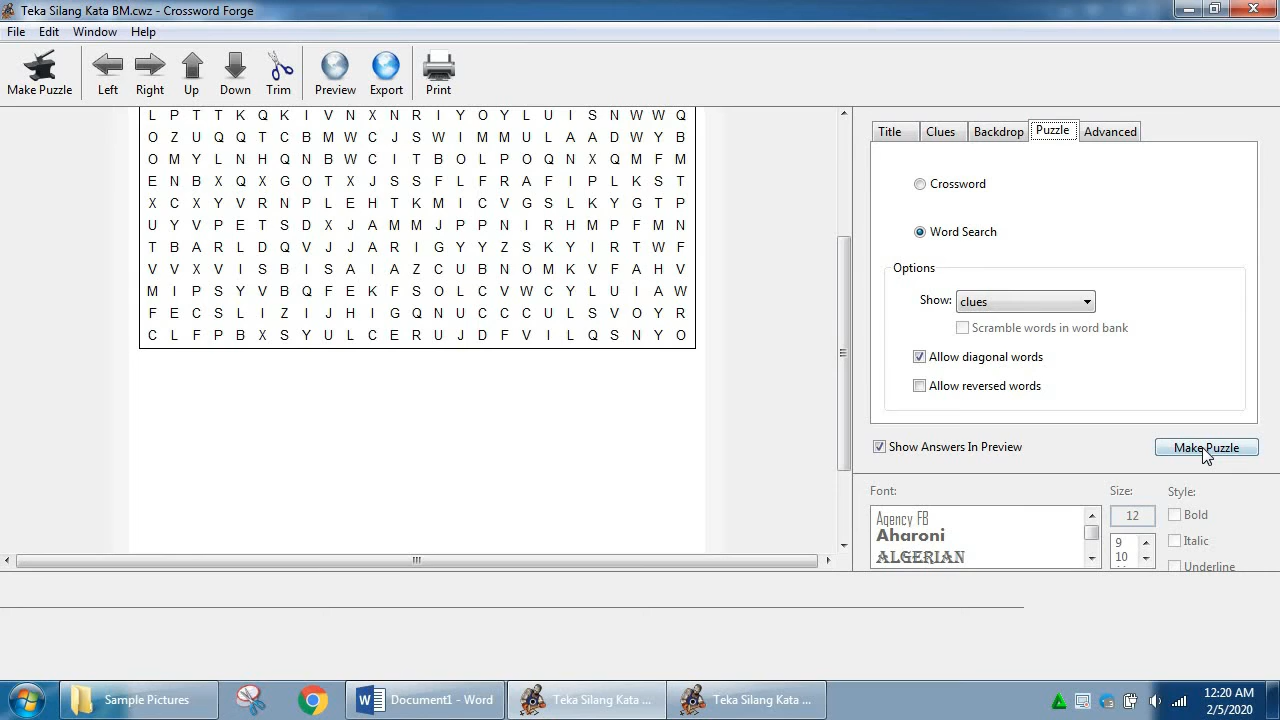 Teka Silang Kata BM.cwz - Crossword Forge
File Edit Window Help
Make Puzzle Left Right Up Down Trim Preview Export Print
L P T T K Q K I V N X N R I Y O Y L U I S N W W Q
O Z U Q Q T C B M W C J S W I M M U L A A D W Y B
O M Y L N H Q N B W C I T B O L P O Q N X Q M F M
E N B X Q X G O T X J S S F L F R A F I P L K S T
X C X Y V R N P L E H T K M I C V G S L K Y G T P
U Y V P E T S D X J A M M J P P N I R H M P F M N
T B A R L D Q V J J A R I G Y Y Z S K Y I R T W F
V V X V I S B I S A I A Z C U B N O M K V F A H V
M I P S Y V B Q F E K F S O L C V W C Y L U I A W
F E C S L I Z I J H I G Q N U C C C U L S V O Y R
C L F P B X S Y U L C E R U J D F V I L Q S N Y O
Title Clues Backdrop Puzzle Advanced
Crossword
Word Search
Options
Show: clues
Scramble words in word bank
Allow diagonal words
Allow reversed words
Show Answers In Preview Make Puzzle
Font: Size: Style:
Agency FB 12 Bold
Aharoni
ALGERIAN
9
10
Italic
Underline
Sample Pictures Document1 - Word Teka Silang Kata ... Teka Silang Kata ...
12:20 AM
2/5/2020